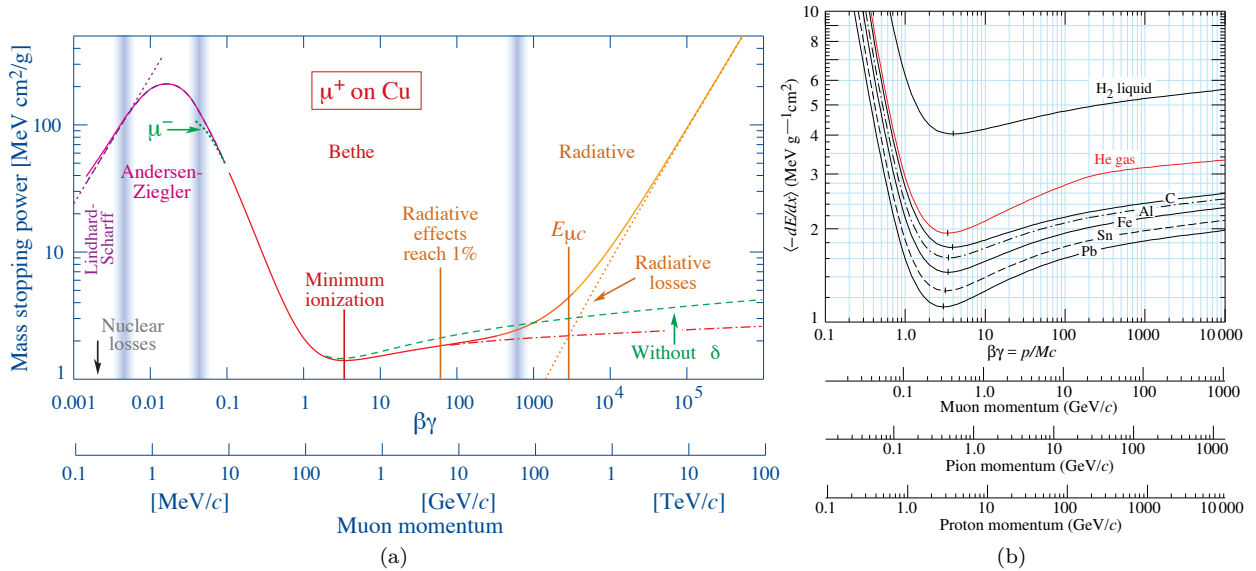 Mass stopping power [MeV cm²/g]
100
10
1
Lindhard-
Scharff
μ⁻
Andersen-
Ziegler
Nuclear
losses
μ⁺ on Cu
Bethe
Radiative
Radiative
effects
reach 1%
Minimum
ionization
Eμc
Radiative
losses
Without δ
0.001 0.01 0.1 1 10 100 1000 10⁴ 10⁵
βγ
0.1 1 10 100 1 10 100 1 10 100
[MeV/c] [GeV/c] [TeV/c]
Muon momentum
(a)
(b)
⟨−dE/dx⟩ (MeV g—1cm2)
10
8
6
5
4
3
2
1
H₂ liquid
He gas
C
Al
Fe
Sn
Pb
0.1 1.0 10 100 1000 10000
βγ = p/Mc
0.1 1.0 10 100 1000
Muon momentum (GeV/c)
0.1 1.0 10 100 1000
Pion momentum (GeV/c)
0.1 1.0 10 100 1000 10000
Proton momentum (GeV/c)
(b)